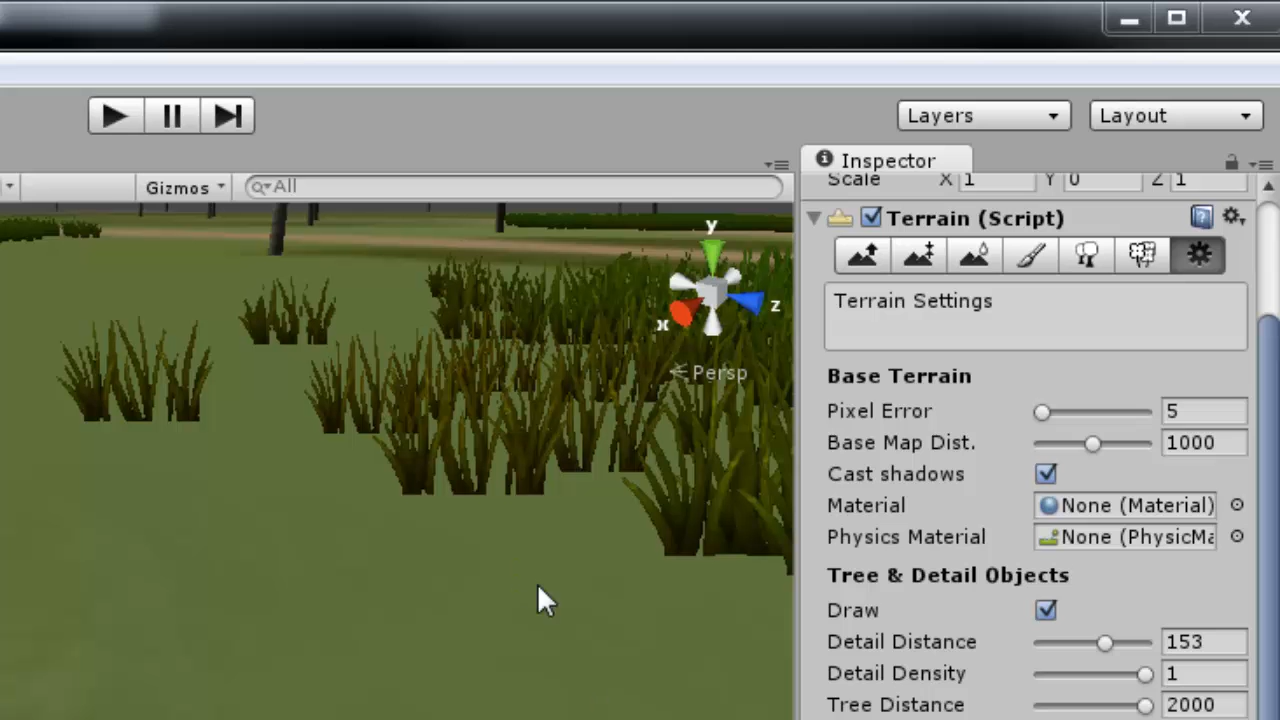 Layers
Layout
Inspector
Gizmos
All
Scale X 1 Y 0 Z 1
Terrain (Script)
y
x
z
Persp
Terrain Settings
Base Terrain
Pixel Error 5
Base Map Dist. 1000
Cast shadows
Material None (Material)
Physics Material None (PhysicMa
Tree & Detail Objects
Draw
Detail Distance 153
Detail Density 1
Tree Distance 2000